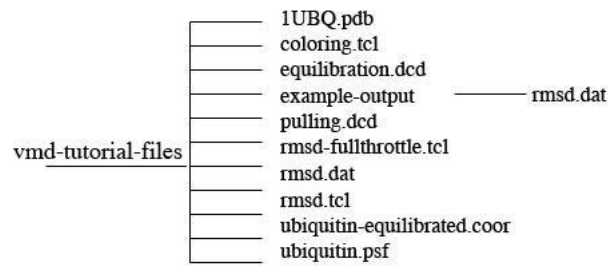 1UBQ.pdb
coloring.tcl
equilibration.dcd
example-output rmsd.dat
pulling.dcd
rmsd-fullthrottle.tcl
vmd-tutorial-files
rmsd.dat
rmsd.tcl
ubiquitin-equilibrated.coor
ubiquitin.psf